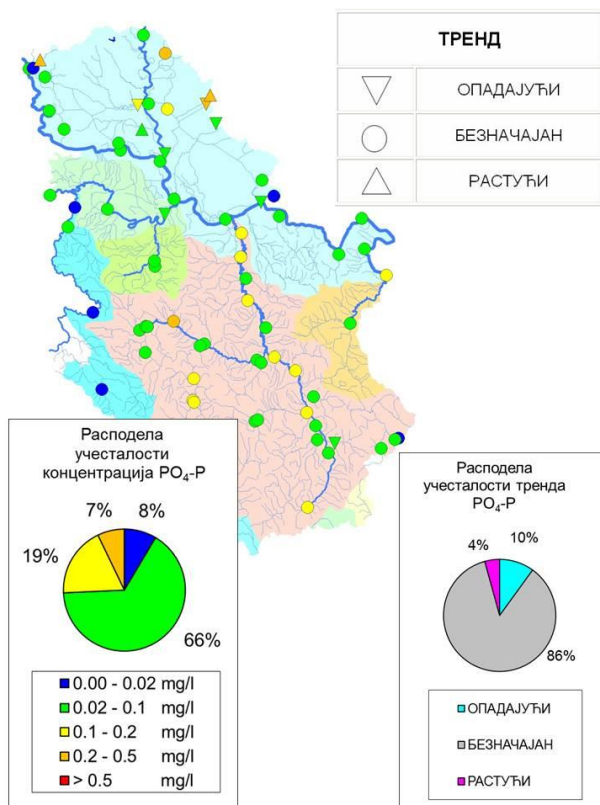 ТРЕНД
ОПАДАЈУЋИ
БЕЗНАЧАЈАН
РАСТУЋИ
Расподела
учесталости
концентрација PO₄-P
7%
8%
19%
66%
0.00 - 0.02 mg/l
0.02 - 0.1 mg/l
0.1 - 0.2 mg/l
0.2 - 0.5 mg/l
> 0.5 mg/l
Расподела
учесталости тренда
PO₄-P
4%
10%
86%
ОПАДАЈУЋИ
БЕЗНАЧАЈАН
РАСТУЋИ